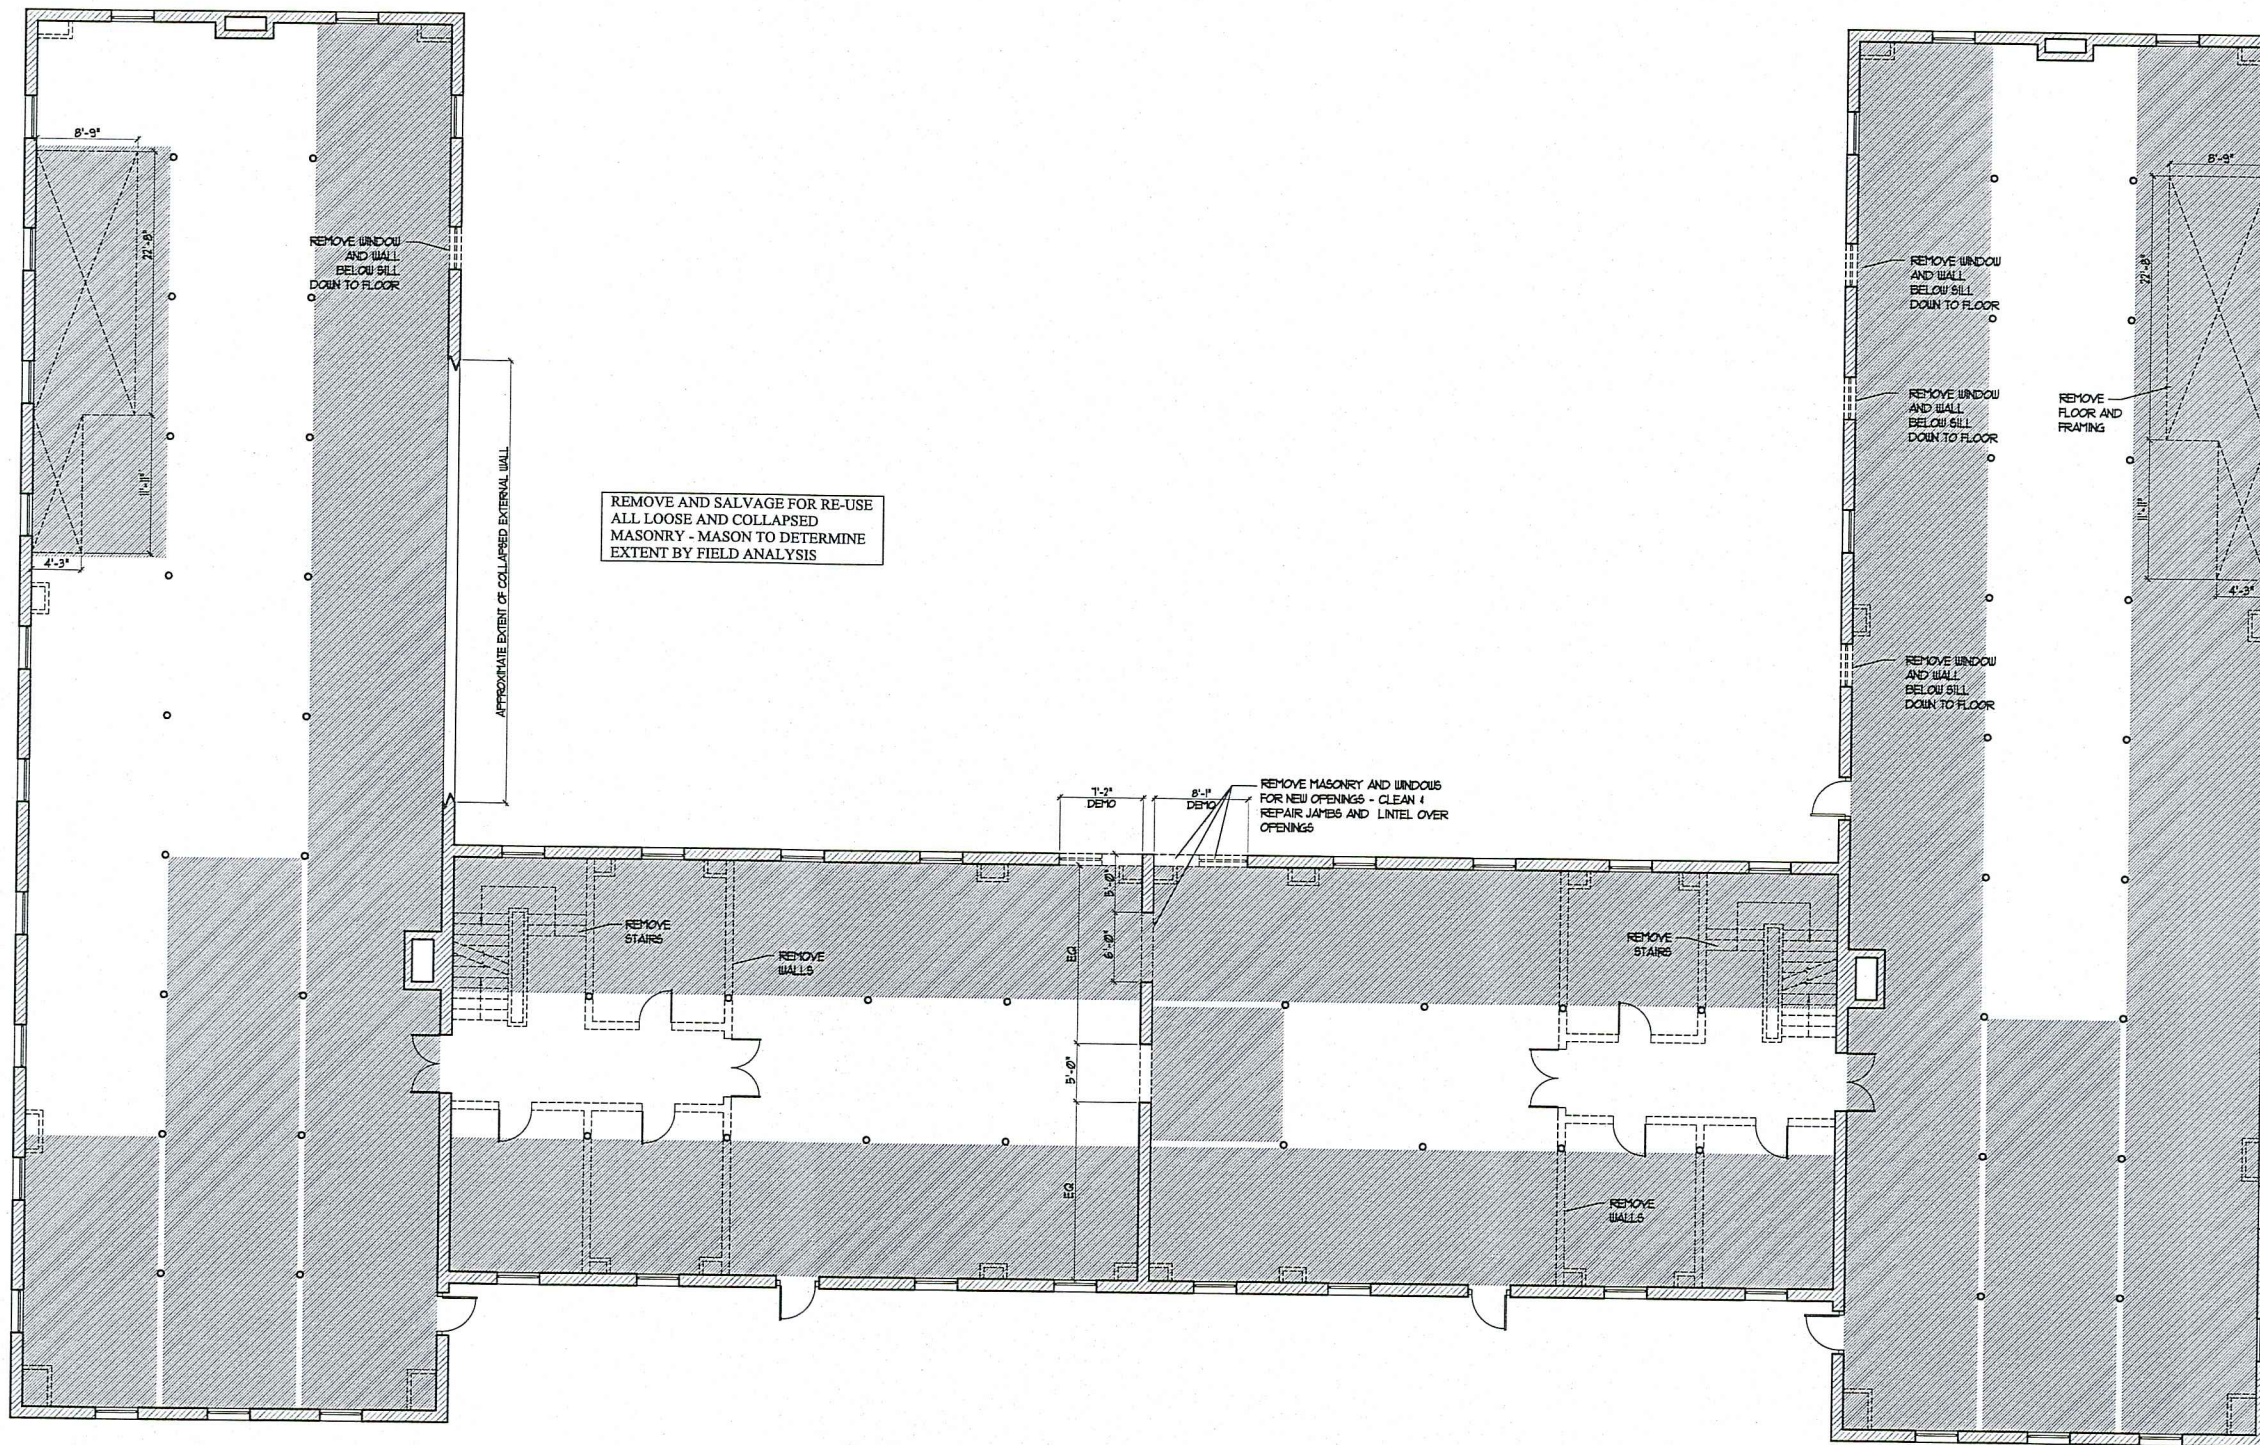 8'-9"
22'-8"
11'-11"
4'-3"
REMOVE WINDOW
AND WALL
BELOW SILL
DOWN TO FLOOR
APPROXIMATE EXTENT OF COLLAPSED EXTERNAL WALL
REMOVE AND SALVAGE FOR RE-USE
ALL LOOSE AND COLLAPSED
MASONRY - MASON TO DETERMINE
EXTENT BY FIELD ANALYSIS
REMOVE WINDOW
AND WALL
BELOW SILL
DOWN TO FLOOR
REMOVE WINDOW
AND WALL
BELOW SILL
DOWN TO FLOOR
REMOVE WINDOW
AND WALL
BELOW SILL
DOWN TO FLOOR
8'-9"
22'-8"
REMOVE
FLOOR AND
FRAMING
11'-11"
4'-3"
7'-2"
DEMO
8'-1"
DEMO
REMOVE MASONRY AND WINDOWS
FOR NEW OPENINGS - CLEAN &
REPAIR JAMBS AND LINTEL OVER
OPENINGS
REMOVE
STAIRS
REMOVE
WALLS
5'-0"
6'-0"
EQ
5'-0"
EQ
REMOVE
STAIRS
REMOVE
WALLS